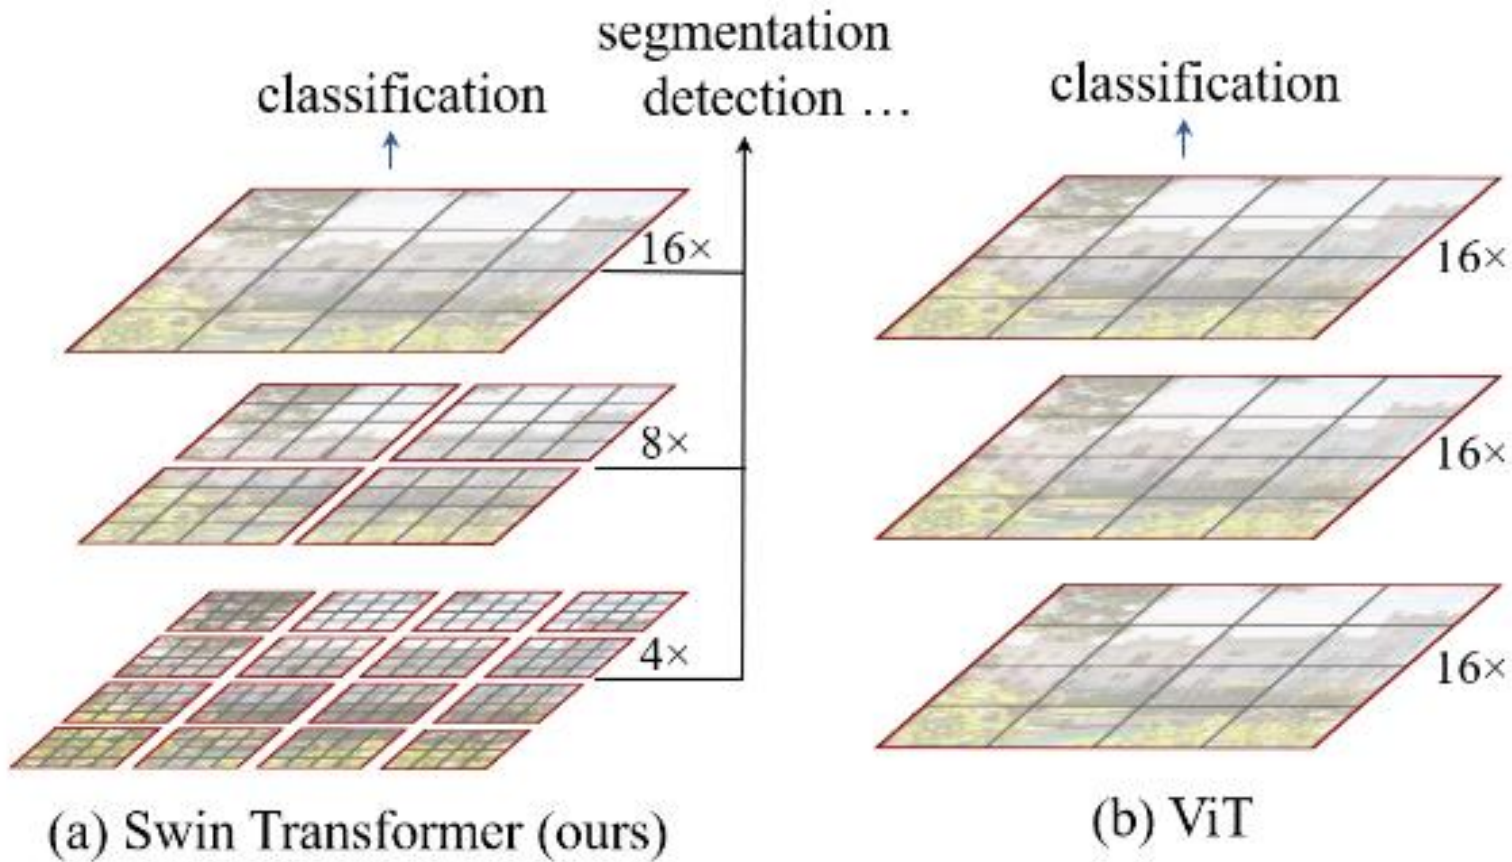 classification
segmentation
detection ...
16×
8×
4×
(a) Swin Transformer (ours)
classification
16×
16×
16×
(b) ViT